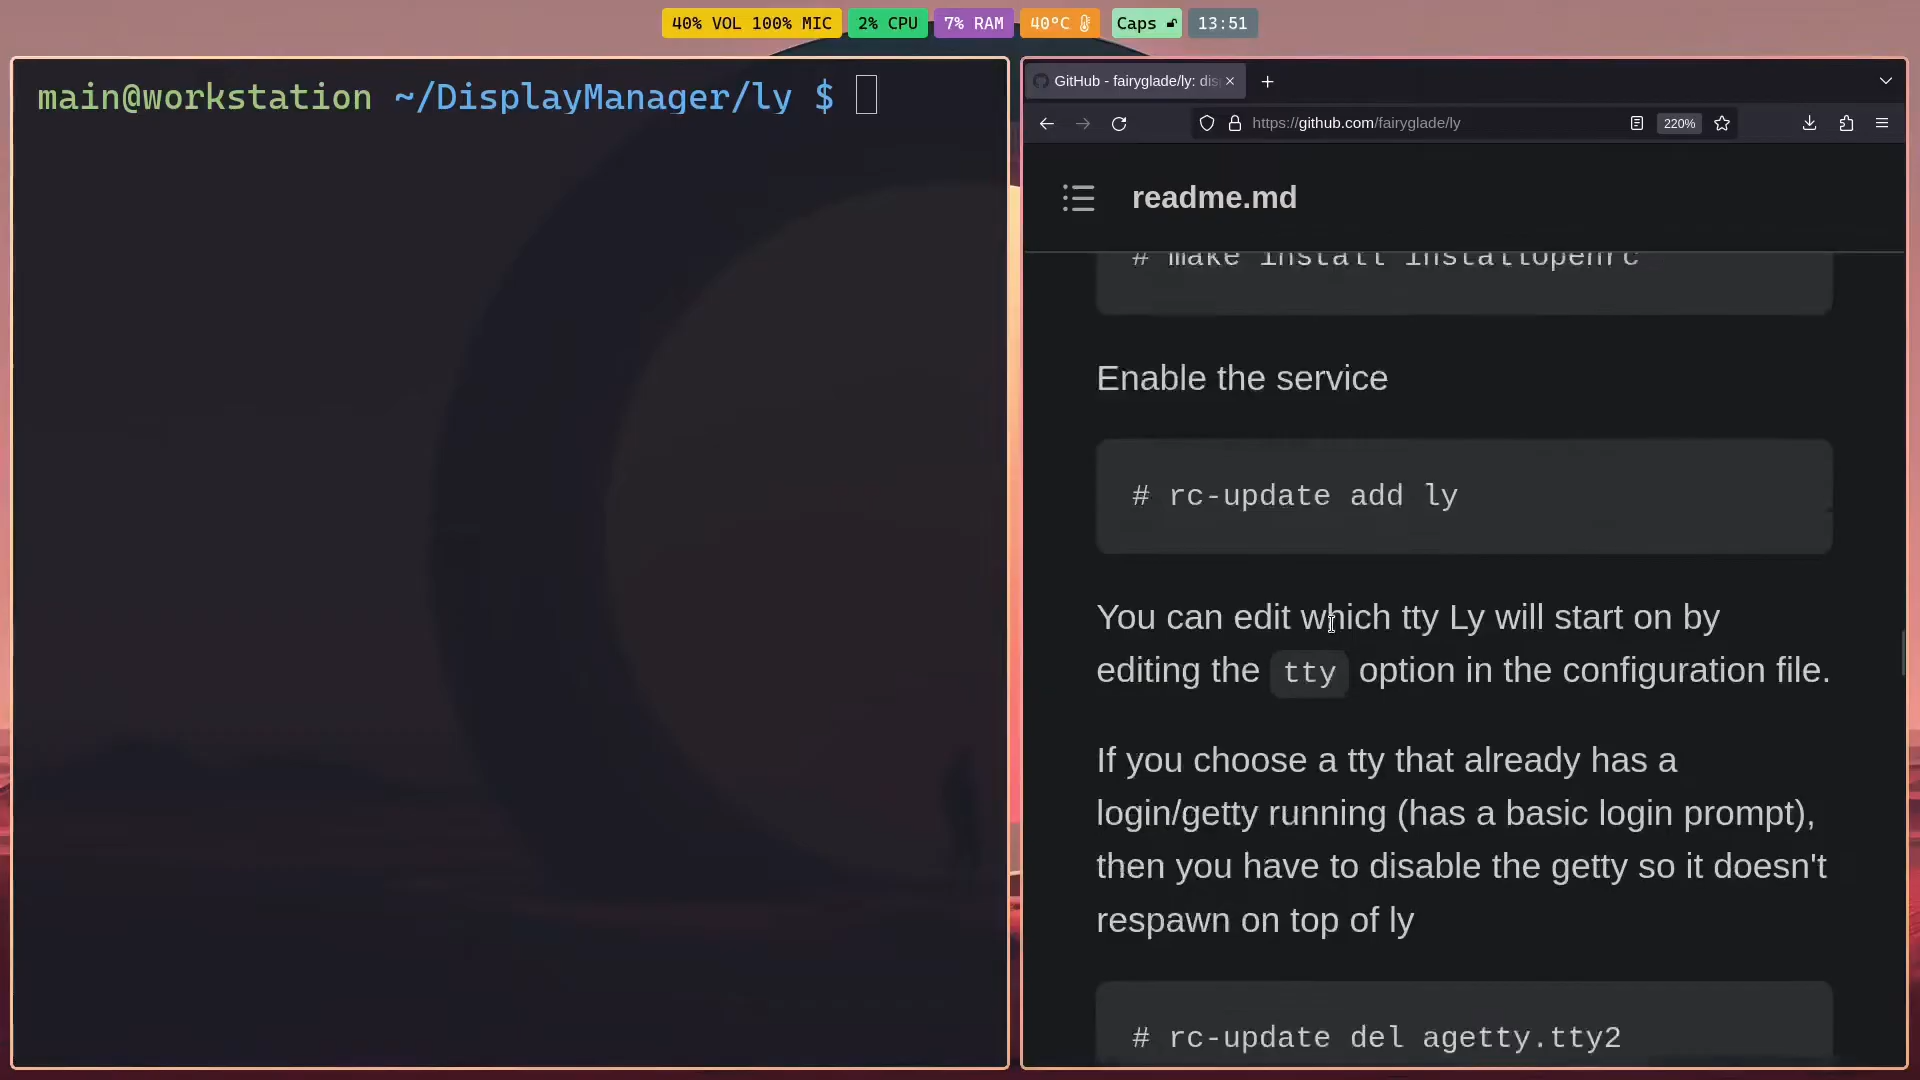 40% VOL 100% MIC 2% CPU 7% RAM 40°C Caps 13:51
main@workstation ~/DisplayManager/ly $
GitHub - fairyglade/ly: dis
https://github.com/fairyglade/ly 220%
readme.md
# make install installopenrc
Enable the service
# rc-update add ly
You can edit which tty Ly will start on by
editing the tty option in the configuration file.
If you choose a tty that already has a
login/getty running (has a basic login prompt),
then you have to disable the getty so it doesn't
respawn on top of ly
# rc-update del agetty.tty2